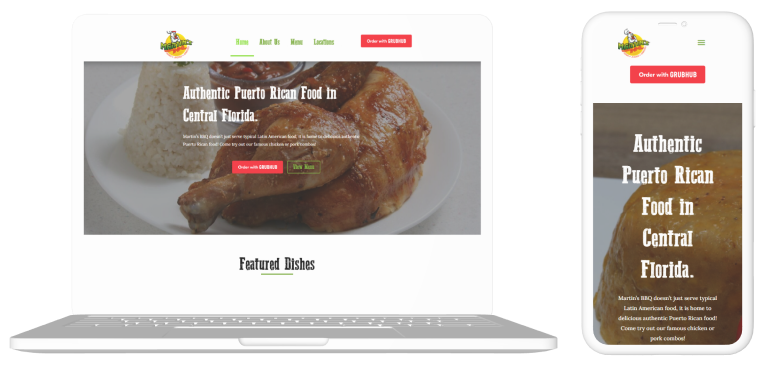 Home About Us Menu Locations
Order with GRUBHUB
Authentic Puerto Rican Food in
Central Florida.
Martin's BBQ doesn't just serve typical Latin American food, it is home to delicious authentic
Puerto Rican food! Come try out our famous chicken or pork combos!
Order with GRUBHUB
View Menu
Featured Dishes
Order with GRUBHUB
Authentic
Puerto Rican
Food in
Central
Florida.
Martin's BBQ doesn't just serve typical
Latin American food, it is home to
delicious authentic Puerto Rican food!
Come try out our famous chicken or
pork combos!